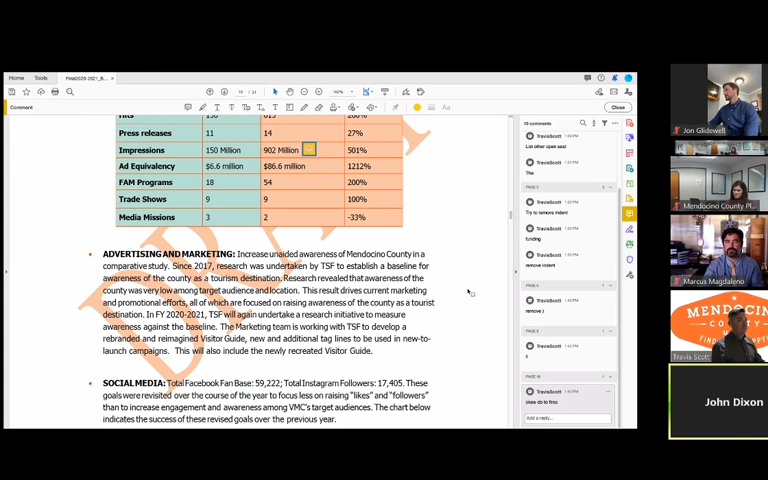 Home Tools Final2020-2021_B... ×
19 / 31
Comment
Close
Hits 150 613
Press releases 11 14 27%
Impressions 150 Million 902 Million 501%
Ad Equivalency $6.6 million $86.6 million 1212%
FAM Programs 18 54 200%
Trade Shows 9 9 100%
Media Missions 3 2 -33%
DRAFT
• ADVERTISING AND MARKETING: Increase unaided awareness of Mendocino County in a
comparative study. Since 2017, research was undertaken by TSF to establish a baseline for
awareness of the county as a tourism destination. Research revealed that awareness of the
county was very low among target audience and location. This result drives current marketing
and promotional efforts, all of which are focused on raising awareness of the county as a tourist
destination. In FY 2020-2021, TSF will again undertake a research initiative to measure
awareness against the baseline. The Marketing team is working with TSF to develop a
rebranded and reimagined Visitor Guide, new and additional tag lines to be used in new-to-
launch campaigns. This will also include the newly recreated Visitor Guide.
• SOCIAL MEDIA: Total Facebook Fan Base: 59,222; Total Instagram Followers: 17,405. These
goals were revisited over the course of the year to focus less on raising "likes" and "followers"
than to increase engagement and awareness among VMC's target audiences. The chart below
indicates the success of these revised goals over the previous year.
10 comments
TravisScott
List other open seat
TravisScott
The
TravisScott
Try to remove indent
TravisScott
funding
TravisScott
remove indent
TravisScott
remove )
TravisScott
TravisScott
skew do to fires
Add a reply...
Jon Glidewell
Mendocino County Pl...
Marcus Magdaleno
MENDOCINO
COUNTY
Travis Scott
John Dixon